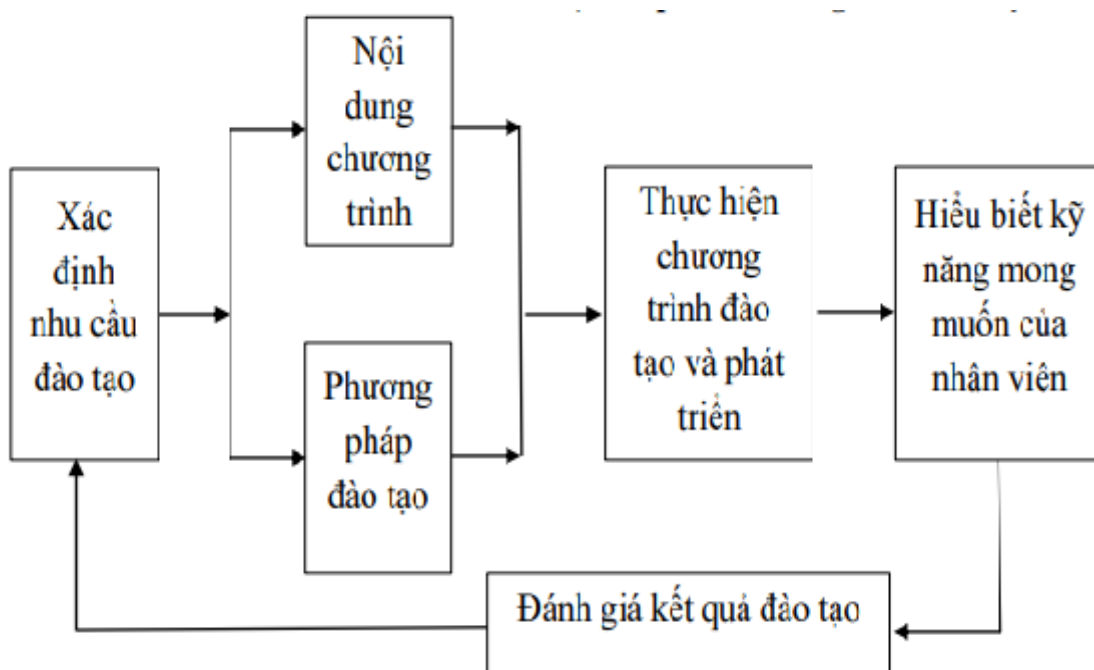 Nội
dung
chương
trình
Xác
định
nhu cầu
đào tạo
Phương
pháp
đào tạo
Thực hiện
chương
trình đào
tạo và phát
triển
Hiểu biết kỹ
năng mong
muốn của
nhân viên
Đánh giá kết quả đào tạo